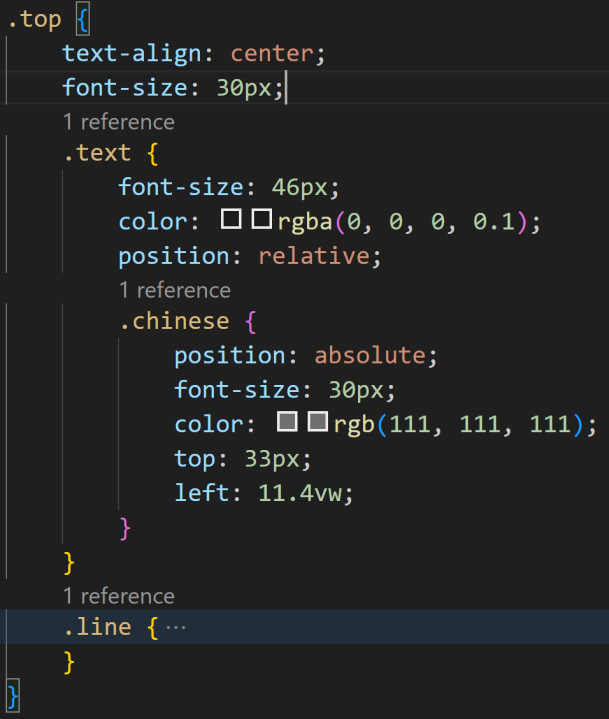 .top {
text-align: center;
font-size: 30px;
1 reference
.text {
font-size: 46px;
color: rgba(0, 0, 0, 0.1);
position: relative;
1 reference
.chinese {
position: absolute;
font-size: 30px;
color: rgb(111, 111, 111);
top: 33px;
left: 11.4vw;
}
}
1 reference
.line { ···
}
}